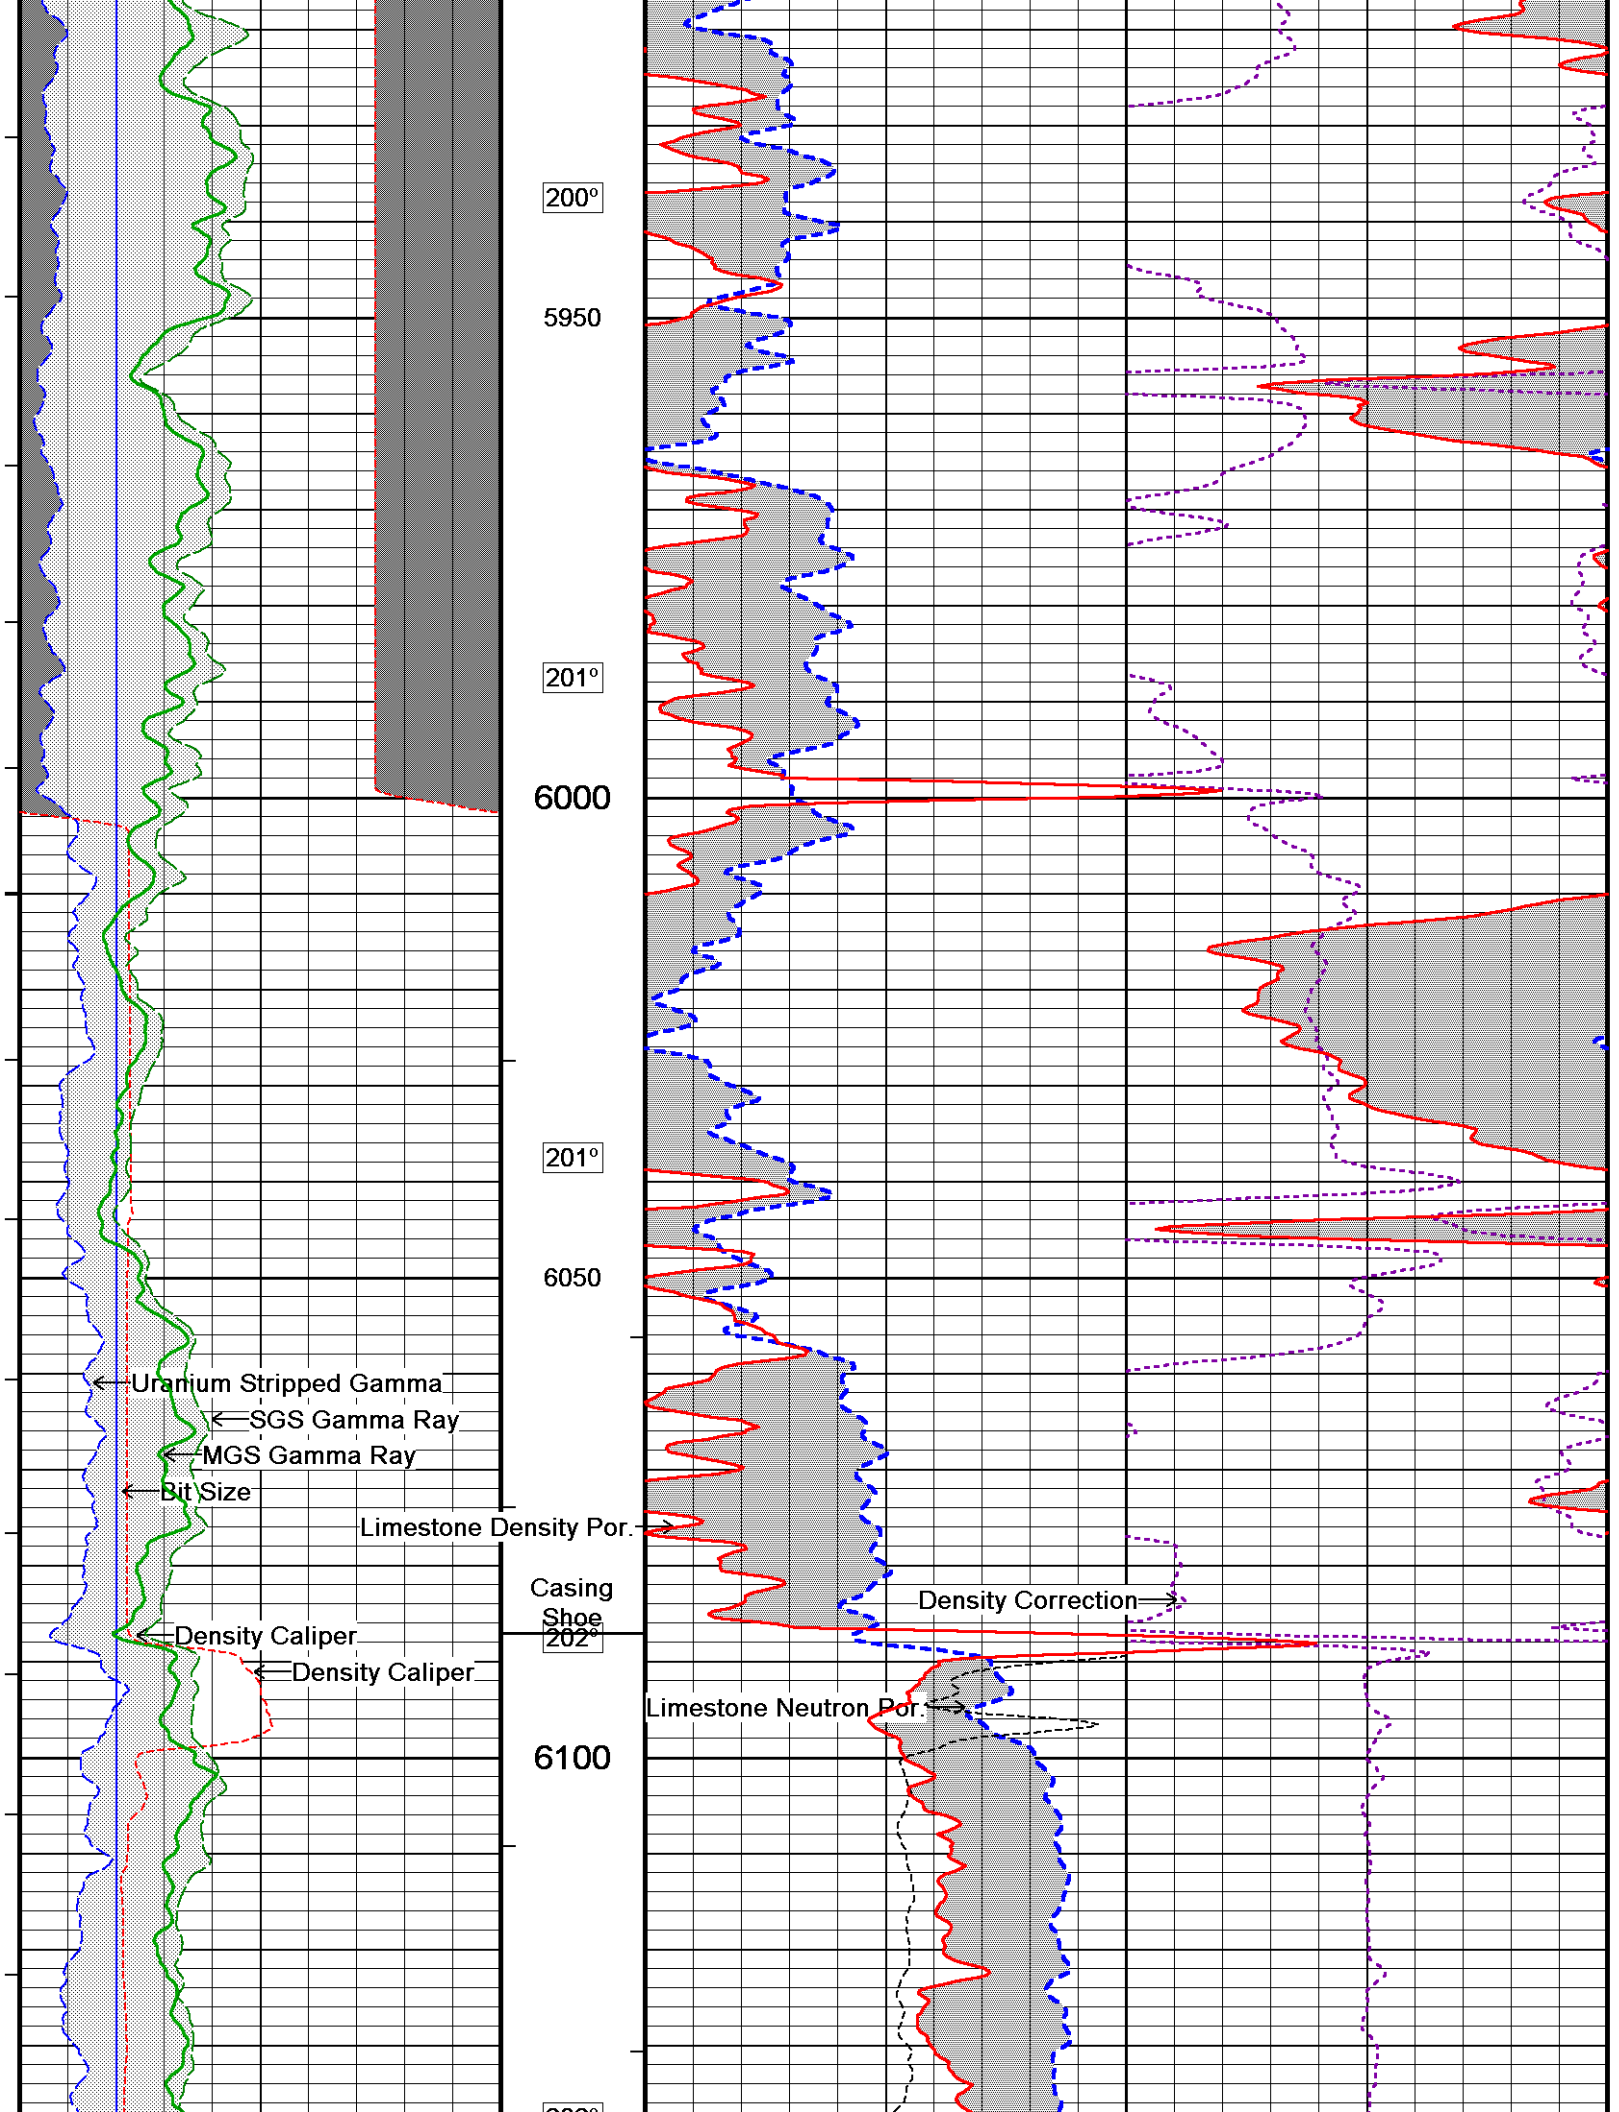 200°
5950
201°
6000
201°
6050
Uranium Stripped Gamma
SGS Gamma Ray
MGS Gamma Ray
Bit Size
Limestone Density Por.
Casing
Shoe
Density Correction
202°
Density Caliper
Density Caliper
Limestone Neutron Por.
6100